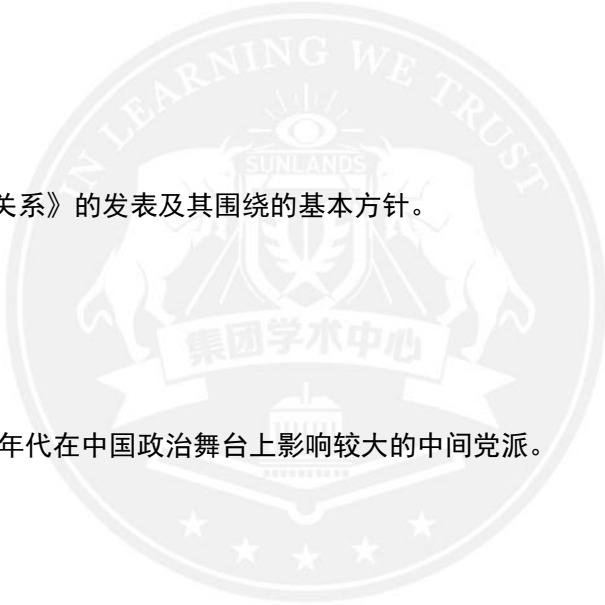 IN LEARNING WE TRUST
SUNLANDS
关系》的发表及其围绕的基本方针。
集团学术中心
年代在中国政治舞台上影响较大的中间党派。